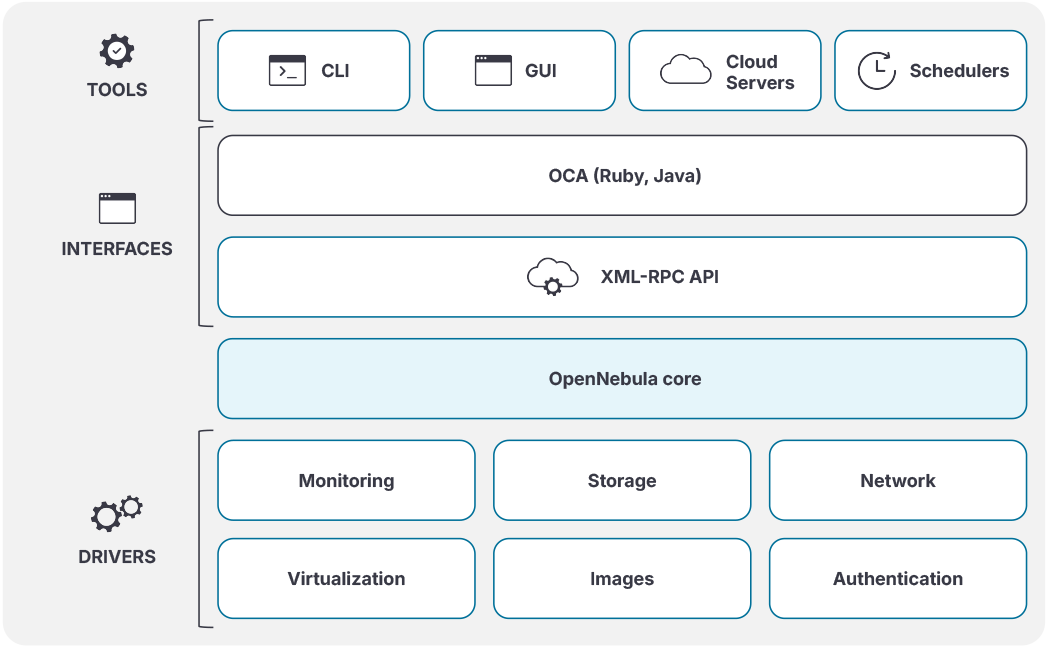 TOOLS
CLI
GUI
Cloud
Servers
Schedulers
INTERFACES
OCA (Ruby, Java)
XML-RPC API
OpenNebula core
DRIVERS
Monitoring
Storage
Network
Virtualization
Images
Authentication